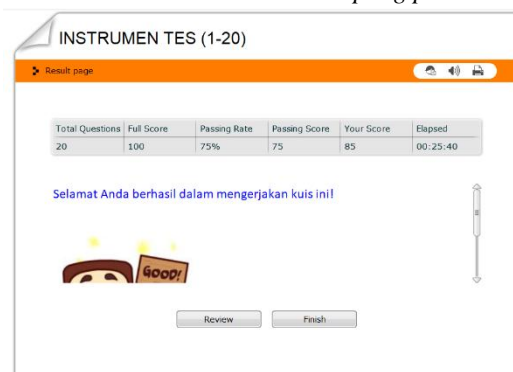 INSTRUMEN TES (1-20)
Result page
Total Questions Full Score Passing Rate Passing Score Your Score Elapsed
20 100 75% 75 85 00:25:40
Selamat Anda berhasil dalam mengerjakan kuis ini!
GOOD!
Review Finish